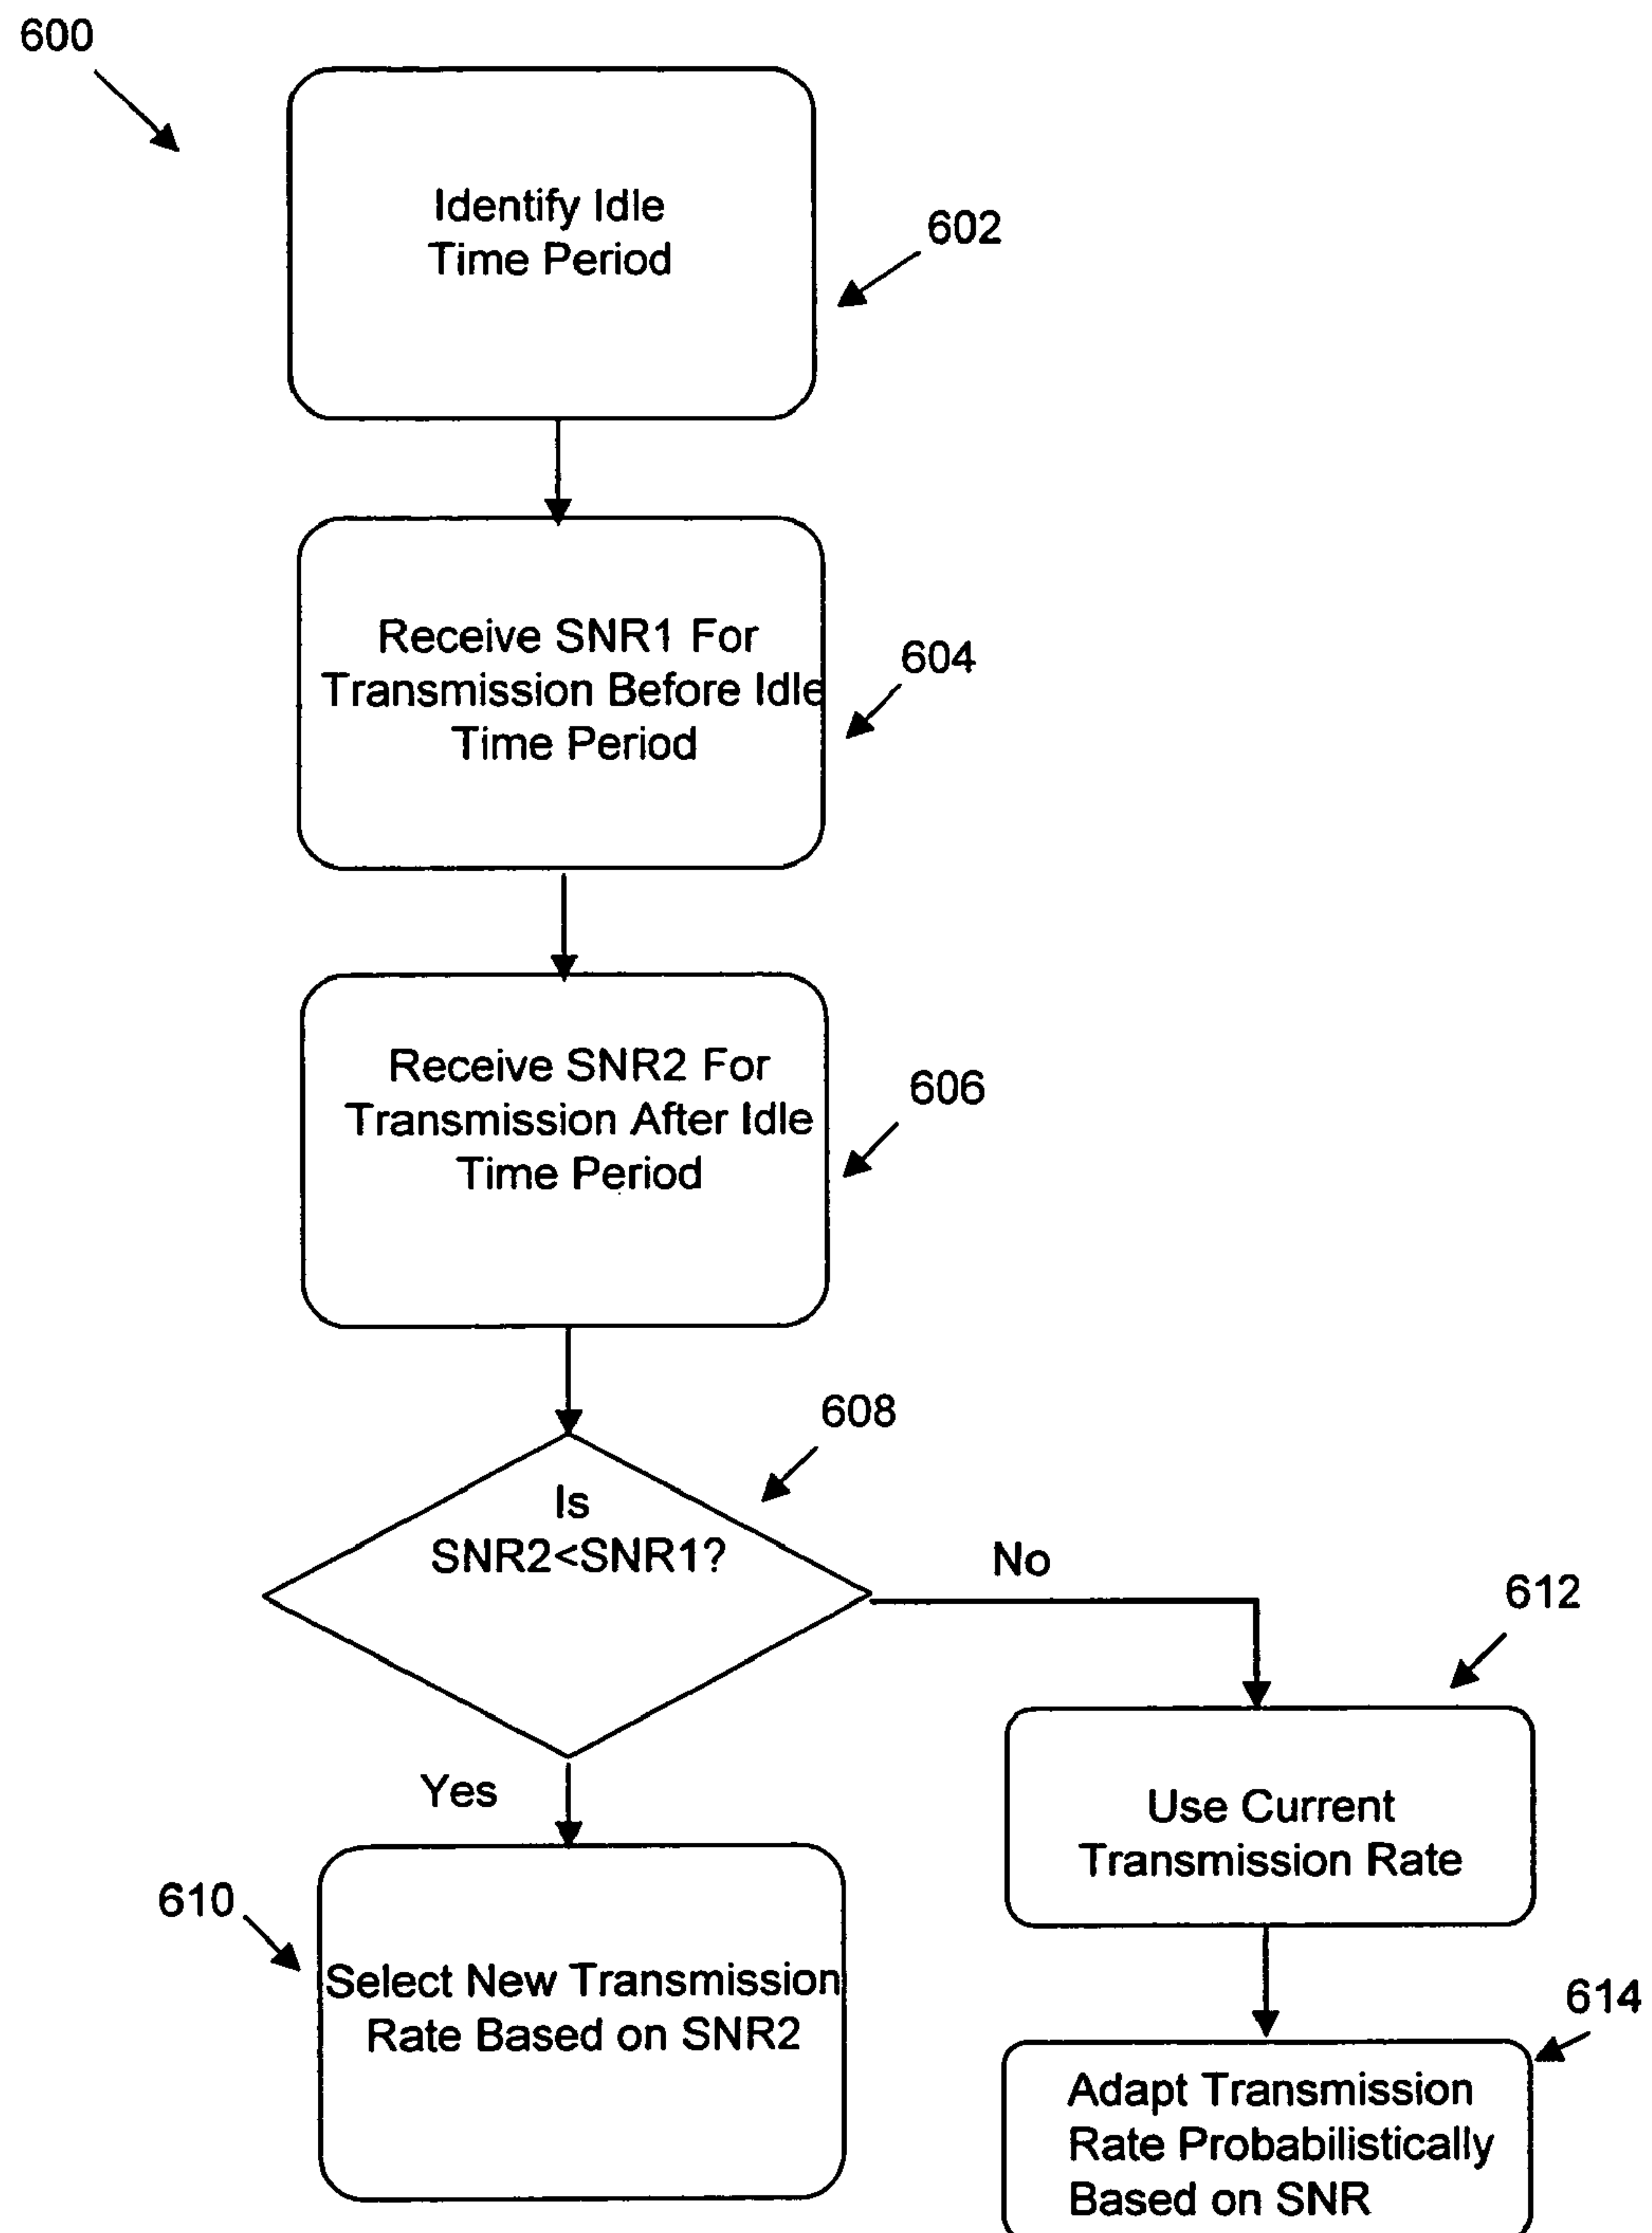 600
Identify Idle
Time Period
602
Receive SNR1 For
Transmission Before Idle
Time Period
604
Receive SNR2 For
Transmission After Idle
Time Period
606
608
Is
SNR2<SNR1?
No
612
Yes
Use Current
Transmission Rate
610
Select New Transmission
Rate Based on SNR2
614
Adapt Transmission
Rate Probabilistically
Based on SNR